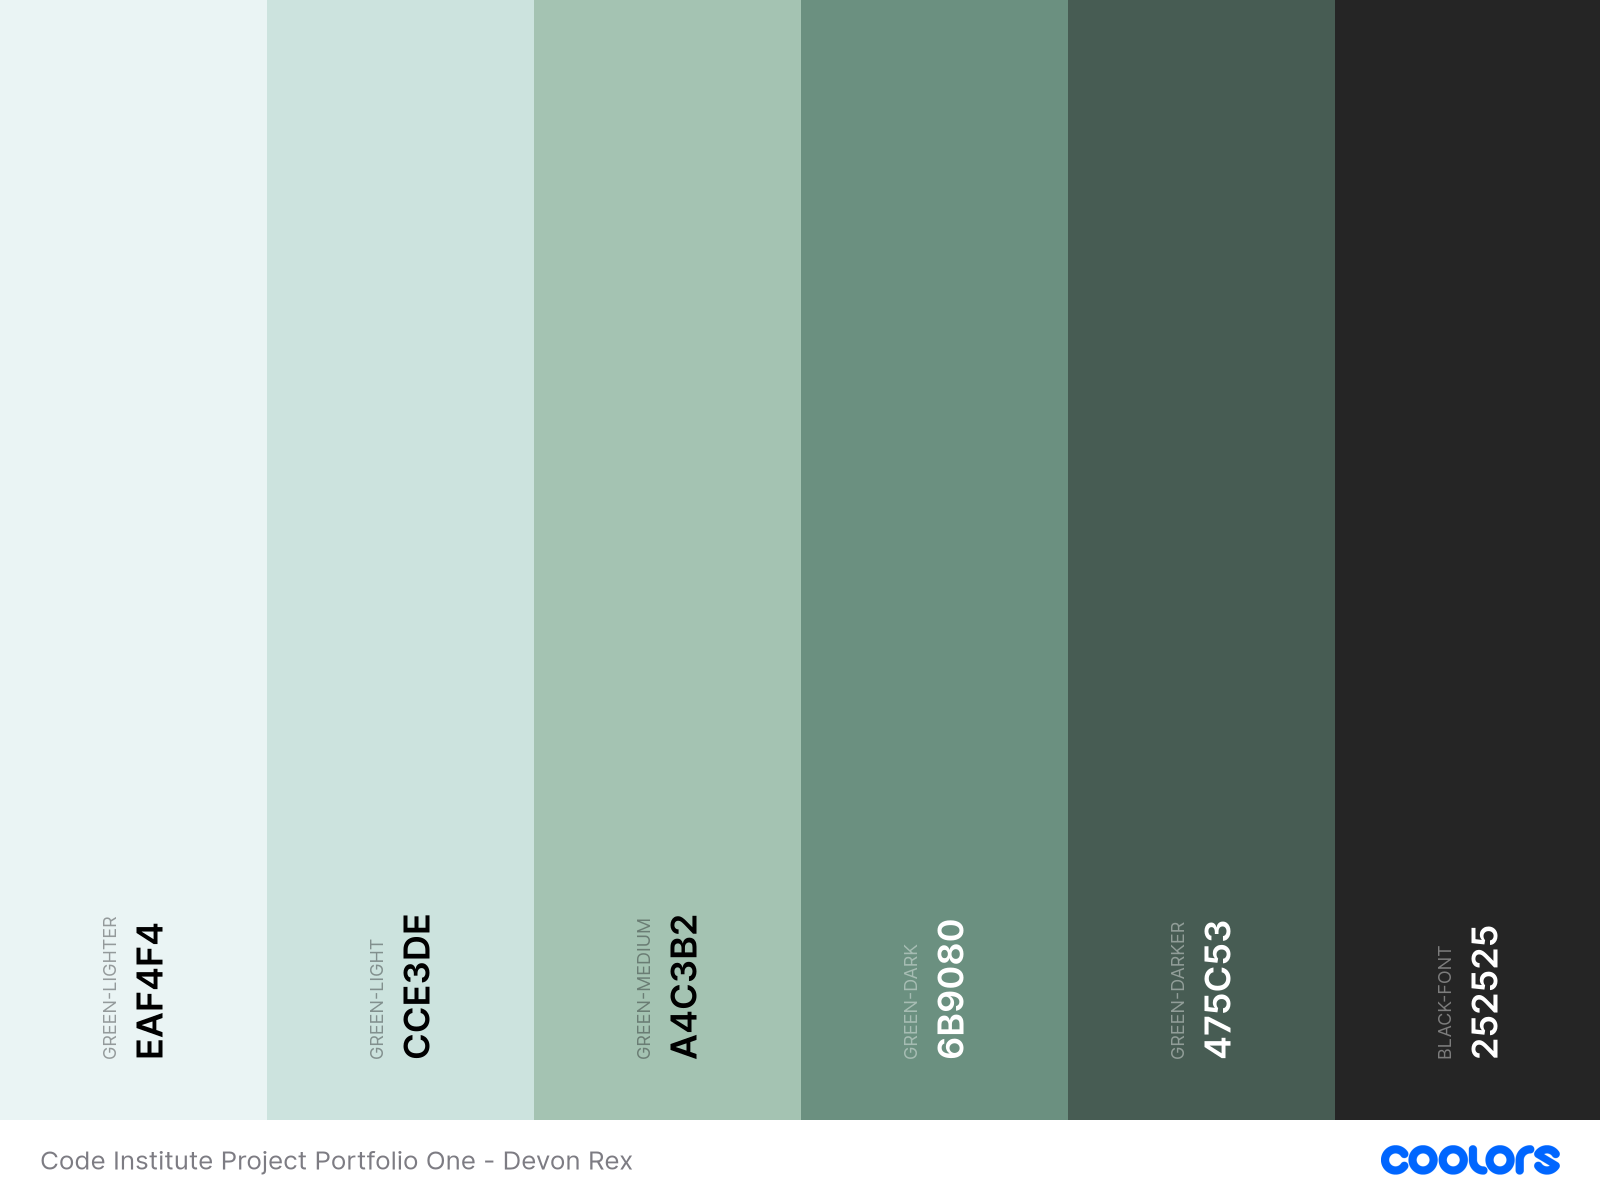 GREEN-LIGHTER
EAF4F4
GREEN-LIGHT
CCE3DE
GREEN-MEDIUM
A4C3B2
GREEN-DARK
6B9080
GREEN-DARKER
475C53
BLACK-FONT
252525
Code Institute Project Portfolio One - Devon Rex
coolors